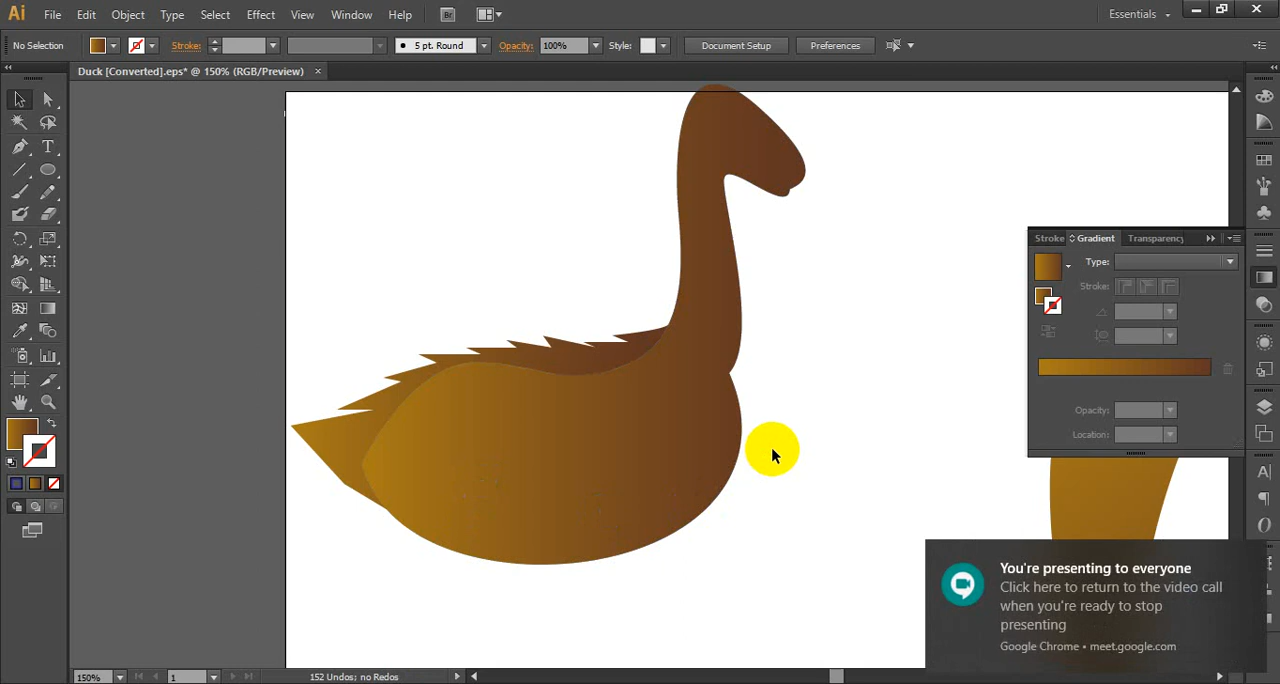 Ai File Edit Object Type Select Effect View Window Help Br Essentials
No Selection Stroke: 5 pt. Round Opacity: 100% Style: Document Setup Preferences
Duck [Converted].eps* @ 150% (RGB/Preview) ×
Stroke Gradient Transparency
Type:
Stroke:
Opacity:
Location:
You're presenting to everyone
Click here to return to the video call
when you're ready to stop
presenting
Google Chrome • meet.google.com
150% 1 152 Undos: no Redos